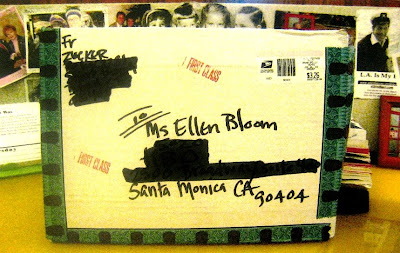 Fr
ZUCKER
FIRST CLASS
$3.75
To
Ms Ellen Bloom
FIRST CLASS
Santa Monica CA
90404
L.A. Is My